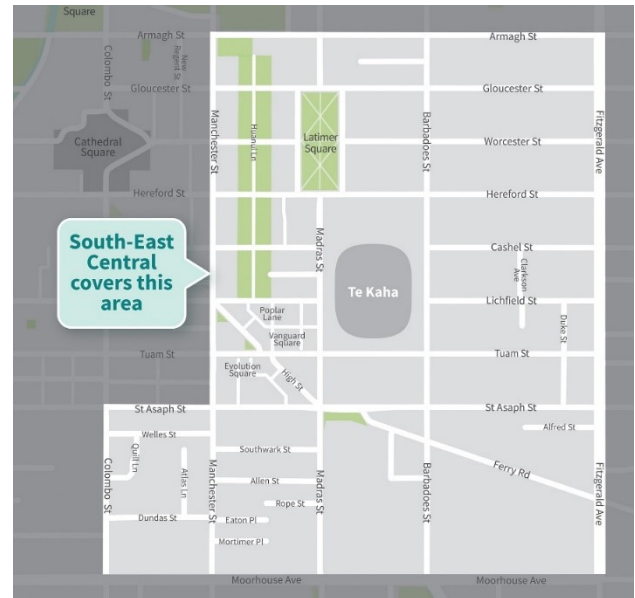 Square
Armagh St
Armagh St
Colombo St
New
Regent St
Gloucester St
Gloucester St
Manchester St
Huanui Ln
Latimer
Square
Barbadoes St
Fitzgerald Ave
Cathedral
Square
Worcester St
Hereford St
Hereford St
South-East
Central
covers this
area
Madras St
Cashel St
Clarkson
Ave
Te Kaha
Lichfield St
Poplar
Lane
Duke St
Vanguard
Square
Tuam St
Tuam St
Evolution
Square
High St
St Asaph St
St Asaph St
Welles St
Alfred St
Quill Ln
Southwark St
Colombo St
Atlas Ln
Manchester St
Allen St
Madras St
Barbadoes St
Ferry Rd
Fitzgerald Ave
Rope St
Dundas St
Eaton Pl
Mortimer Pl
Moorhouse Ave
Moorhouse Ave